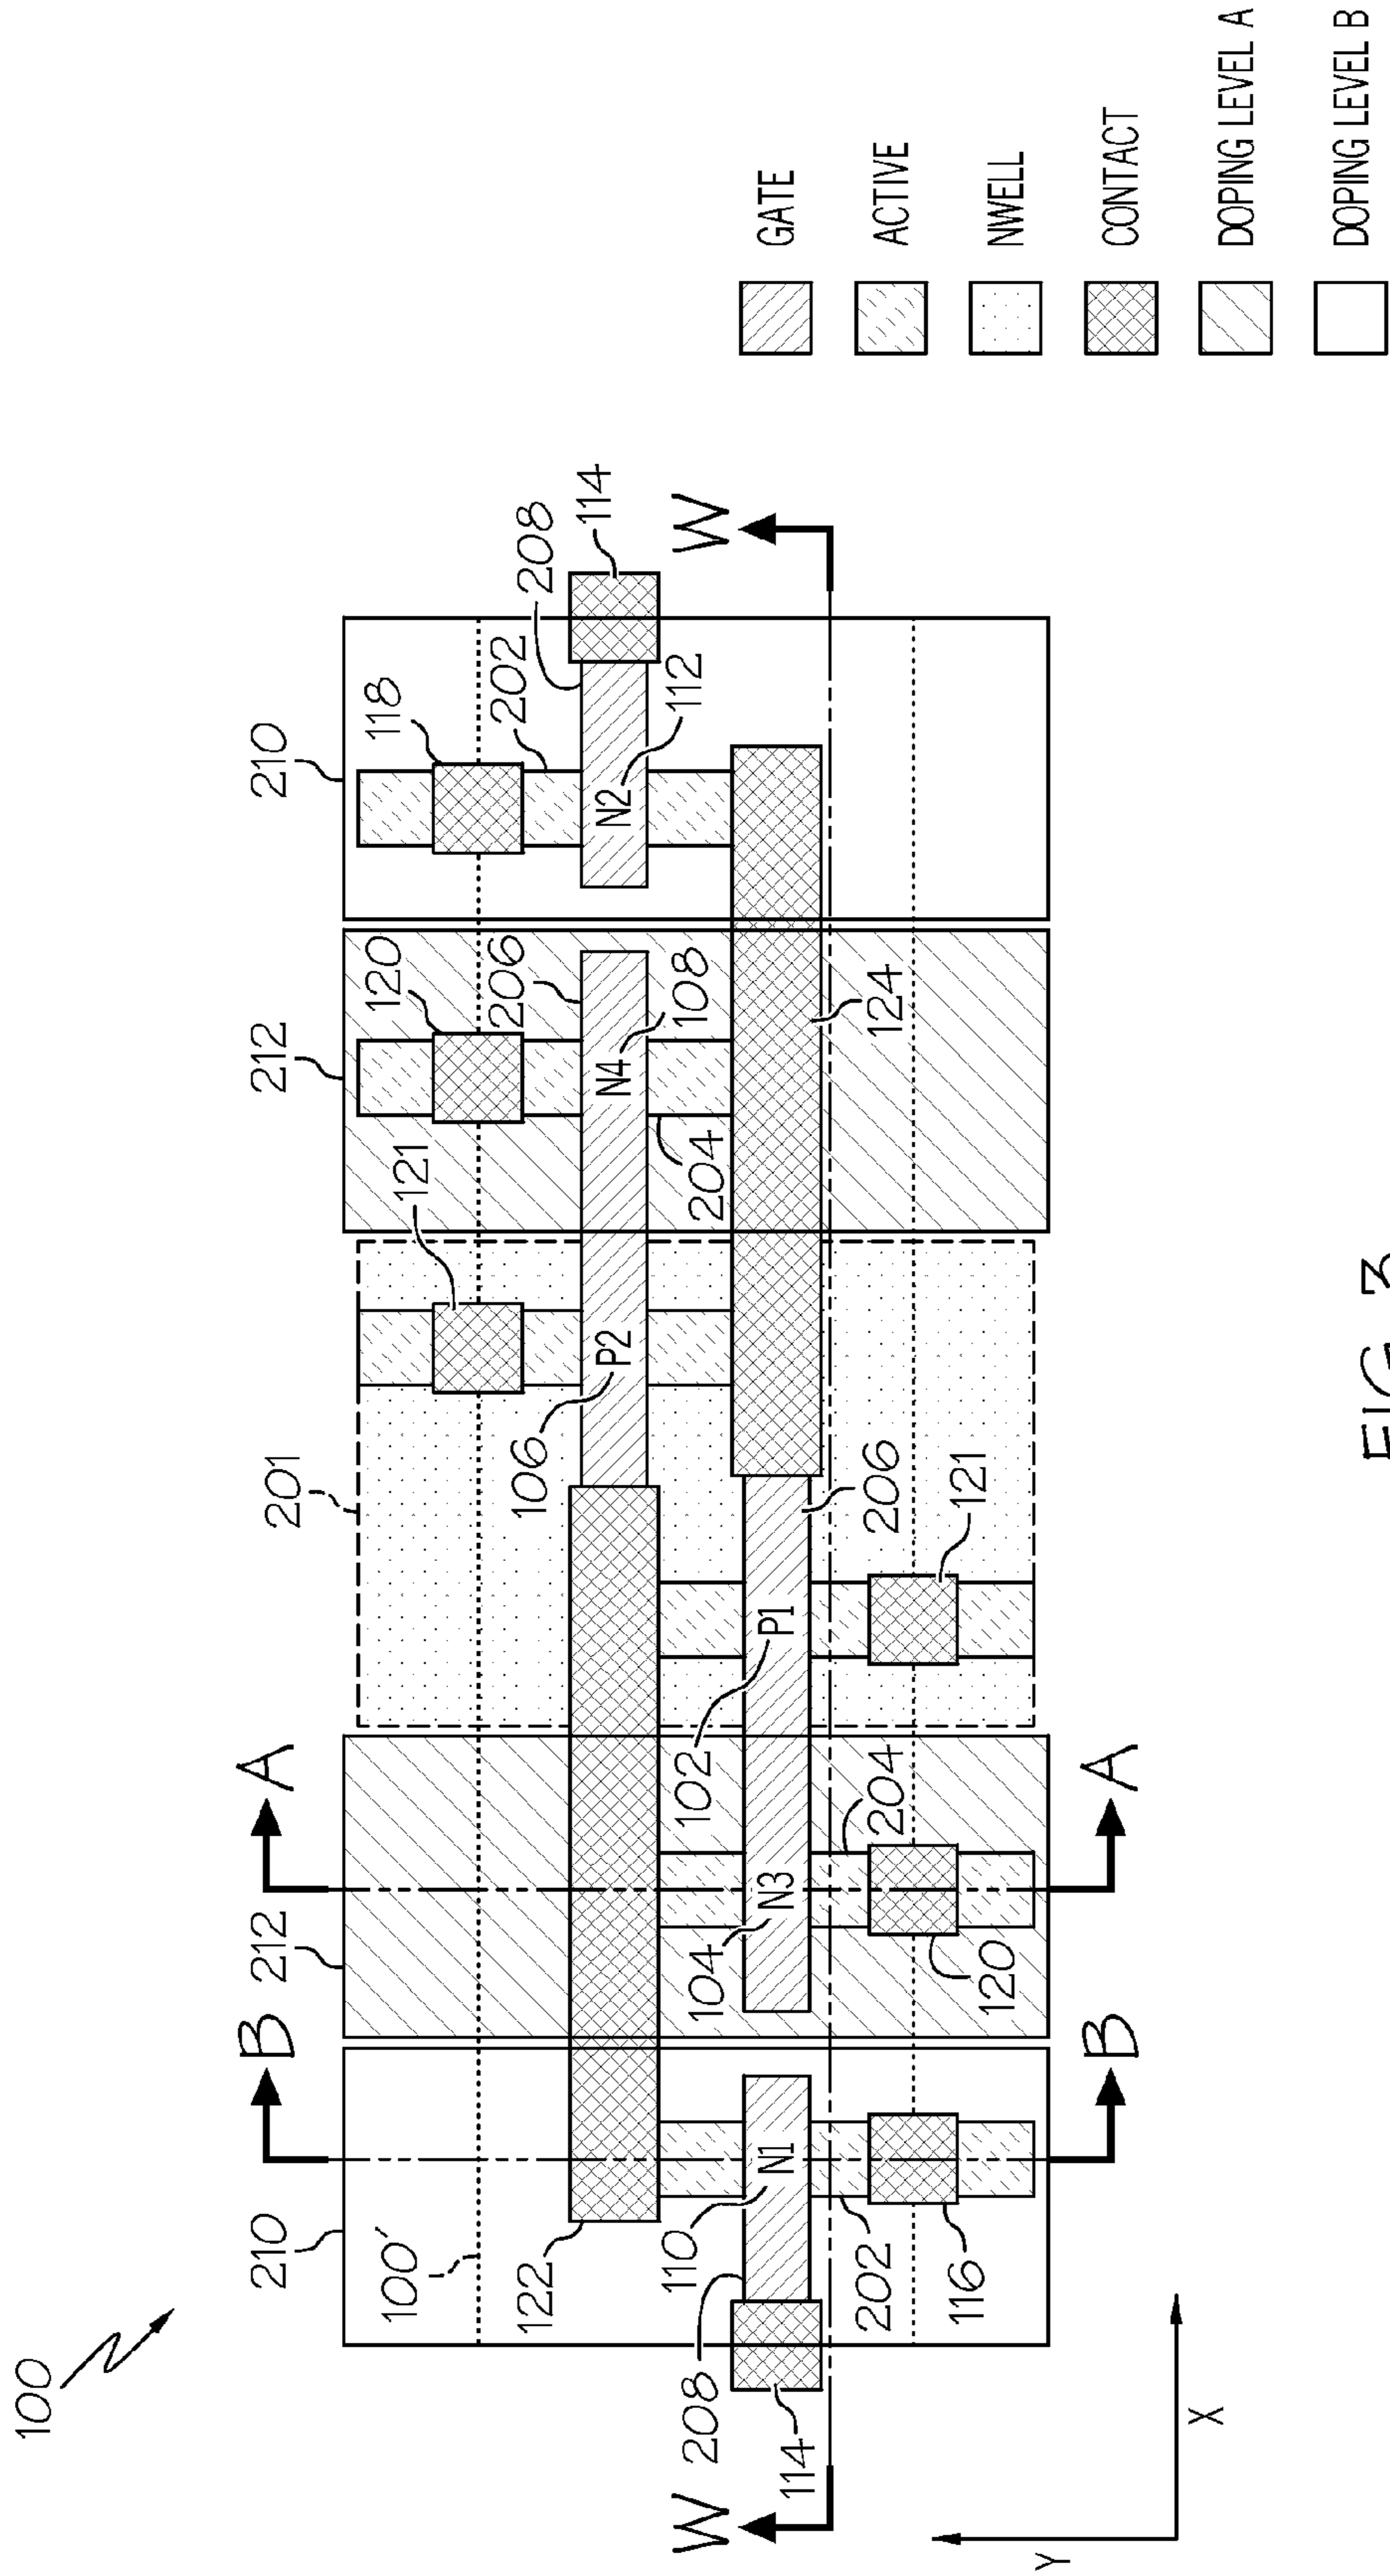 100
210
212
201
212
210
B
A
100'
121
120
118
206
202
208
114
122
106
P2
N4
108
N2
112
W
204
110
N1
104
N3
102
P1
206
124
208
114
202
116
120
204
121
W
B
A
Y
X
GATE
ACTIVE
NWELL
CONTACT
DOPING LEVEL A
DOPING LEVEL B
FIG. 3